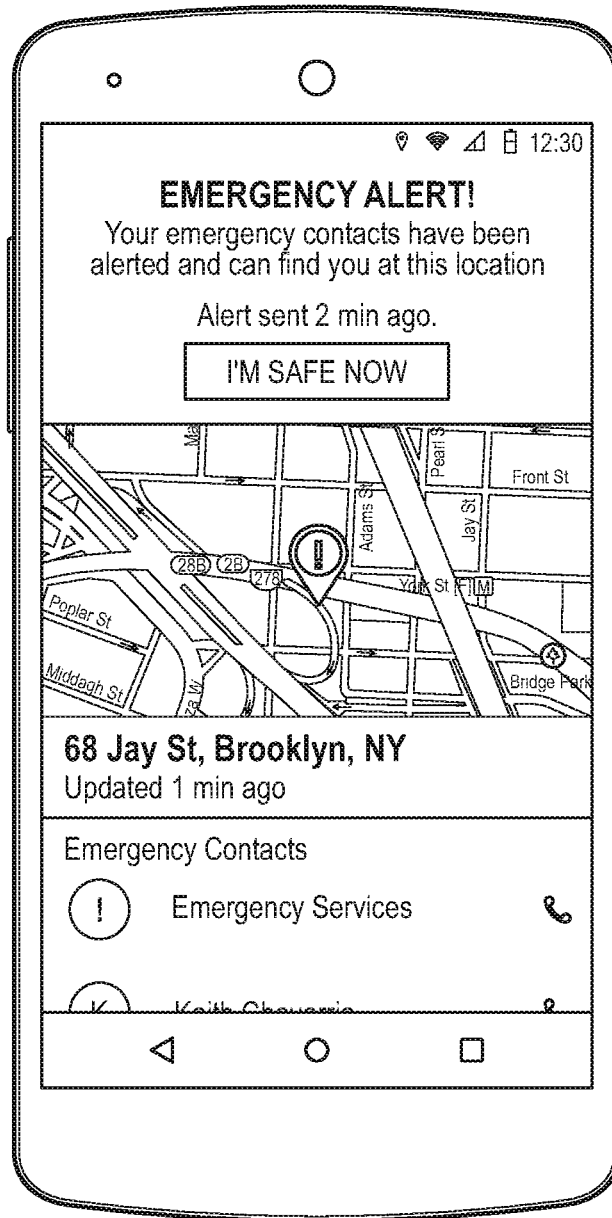 12:30
EMERGENCY ALERT!
Your emergency contacts have been
alerted and can find you at this location
Alert sent 2 min ago.
I'M SAFE NOW
Front St
Pearl S
Adams St
Jay St
28B 2B
278
York St F M
Poplar St
Middagh St
za W
Bridge Park
68 Jay St, Brooklyn, NY
Updated 1 min ago
Emergency Contacts
! Emergency Services
K Keith